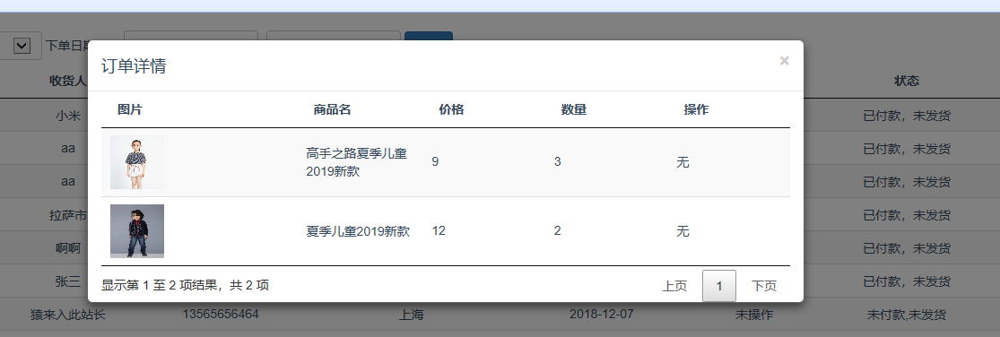 下单日期
订单详情
×
收货人
状态
图片 商品名 价格 数量 操作
小米
已付款，未发货
高手之路夏季儿童
2019新款
9 3 无
aa
已付款，未发货
aa
已付款，未发货
拉萨市
已付款，未发货
夏季儿童2019新款 12 2 无
啊啊
已付款，未发货
张三
已付款，未发货
显示第 1 至 2 项结果，共 2 项
上页 1 下页
猿来入此站长 13565656464 上海 2018-12-07 未操作 未付款,未发货